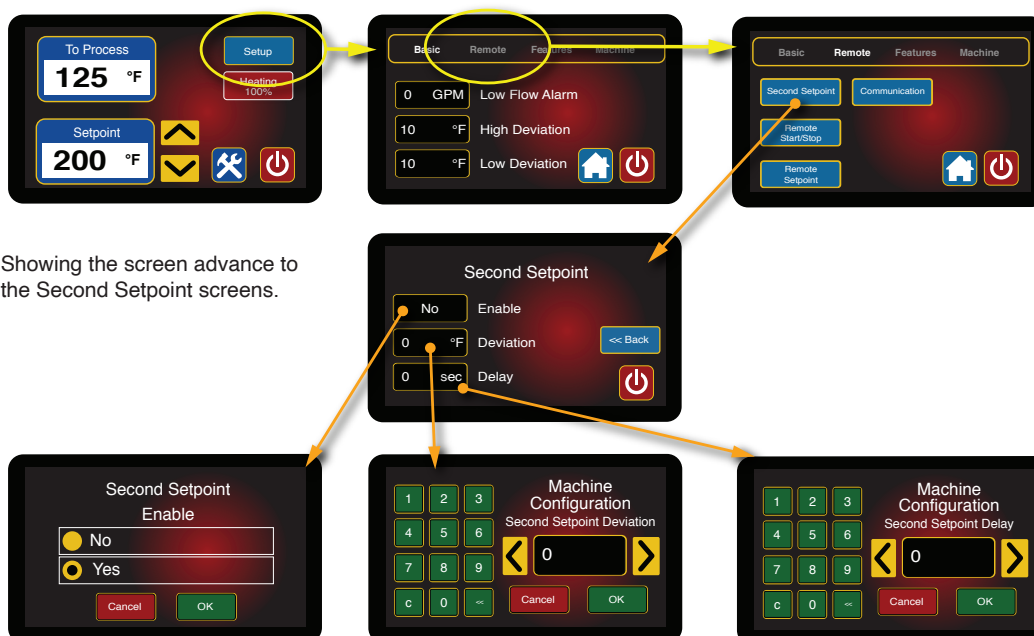 To Process
125 °F
Setup
Heating
100%
Setpoint
200 °F
Basic Remote Features Machine
0 GPM Low Flow Alarm
10 °F High Deviation
10 °F Low Deviation
Basic Remote Features Machine
Second Setpoint Communication
Remote
Start/Stop
Remote
Setpoint
Showing the screen advance to
the Second Setpoint screens.
Second Setpoint
No Enable
0 °F Deviation
<< Back
0 sec Delay
Second Setpoint
Enable
No
Yes
Cancel OK
Machine
Configuration
Second Setpoint Deviation
1 2 3
4 5 6
7 8 9
c 0 <<
0
Cancel OK
Machine
Configuration
Second Setpoint Delay
1 2 3
4 5 6
7 8 9
c 0 <<
0
Cancel OK